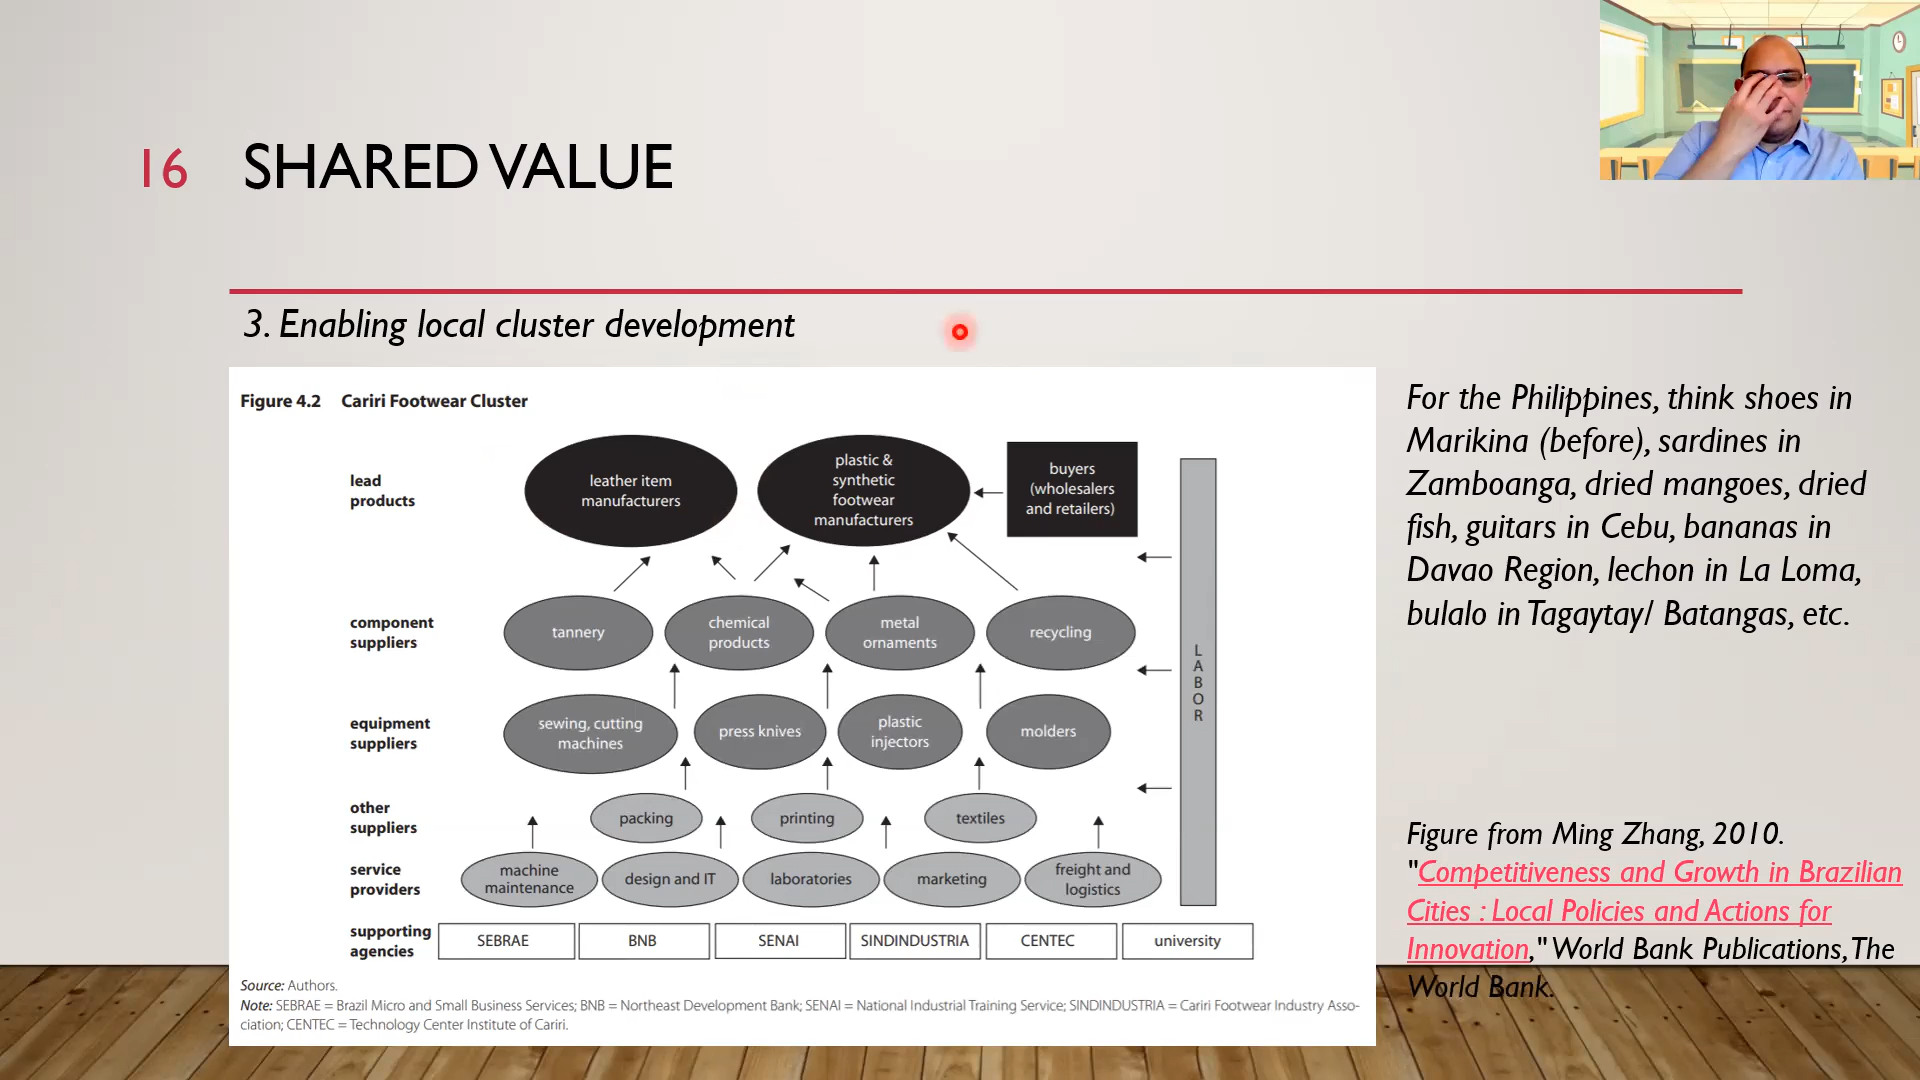 16 SHARED VALUE
3. Enabling local cluster development
Figure 4.2 Cariri Footwear Cluster
lead
products
leather item
manufacturers
plastic &
synthetic
footwear
manufacturers
buyers
(wholesalers
and retailers)
component
suppliers
tannery
chemical
products
metal
ornaments
recycling
equipment
suppliers
sewing, cutting
machines
press knives
plastic
injectors
molders
other
suppliers
packing
printing
textiles
service
providers
machine
maintenance
design and IT
laboratories
marketing
freight and
logistics
L
A
B
O
R
supporting
agencies
SEBRAE
BNB
SENAI
SINDINDUSTRIA
CENTEC
university
Source: Authors.
Note: SEBRAE = Brazil Micro and Small Business Services; BNB = Northeast Development Bank; SENAI = National Industrial Training Service; SINDINDUSTRIA = Cariri Footwear Industry Asso-
ciation; CENTEC = Technology Center Institute of Cariri.
For the Philippines, think shoes in
Marikina (before), sardines in
Zamboanga, dried mangoes, dried
fish, guitars in Cebu, bananas in
Davao Region, lechon in La Loma,
bulalo in Tagaytay/ Batangas, etc.
Figure from Ming Zhang, 2010.
"Competitiveness and Growth in Brazilian
Cities : Local Policies and Actions for
Innovation," World Bank Publications, The
World Bank.